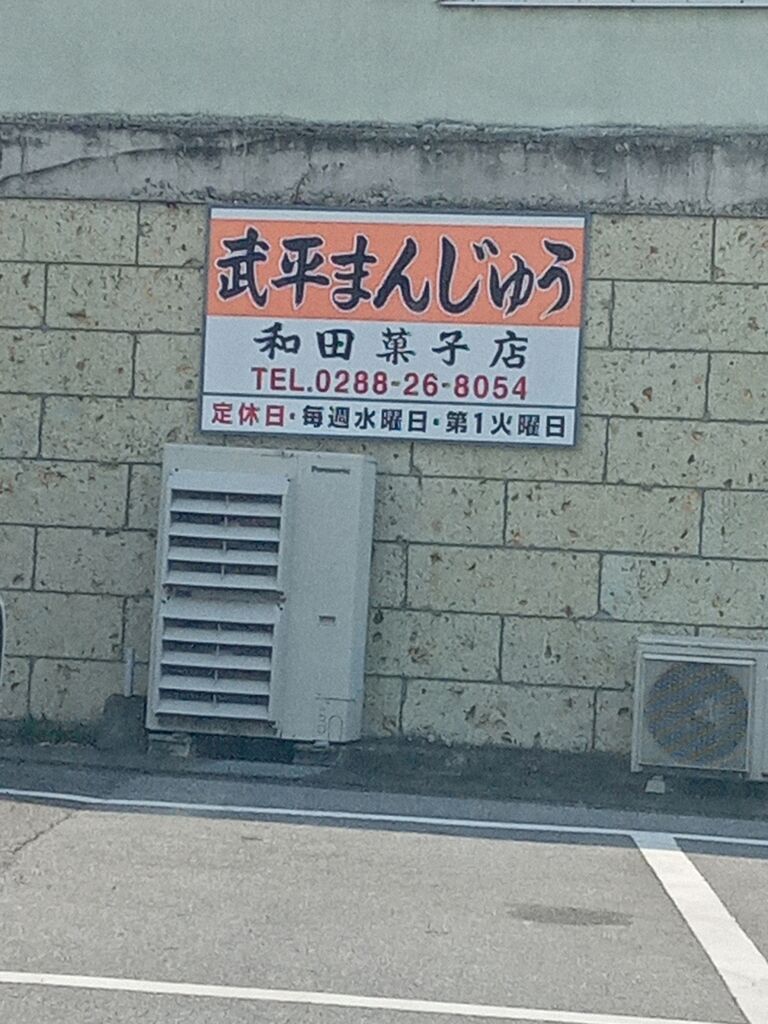 武平まんじゅう
和田菓子店
TEL.0288-26-8054
定休日・毎週水曜日・第1火曜日
Panasonic